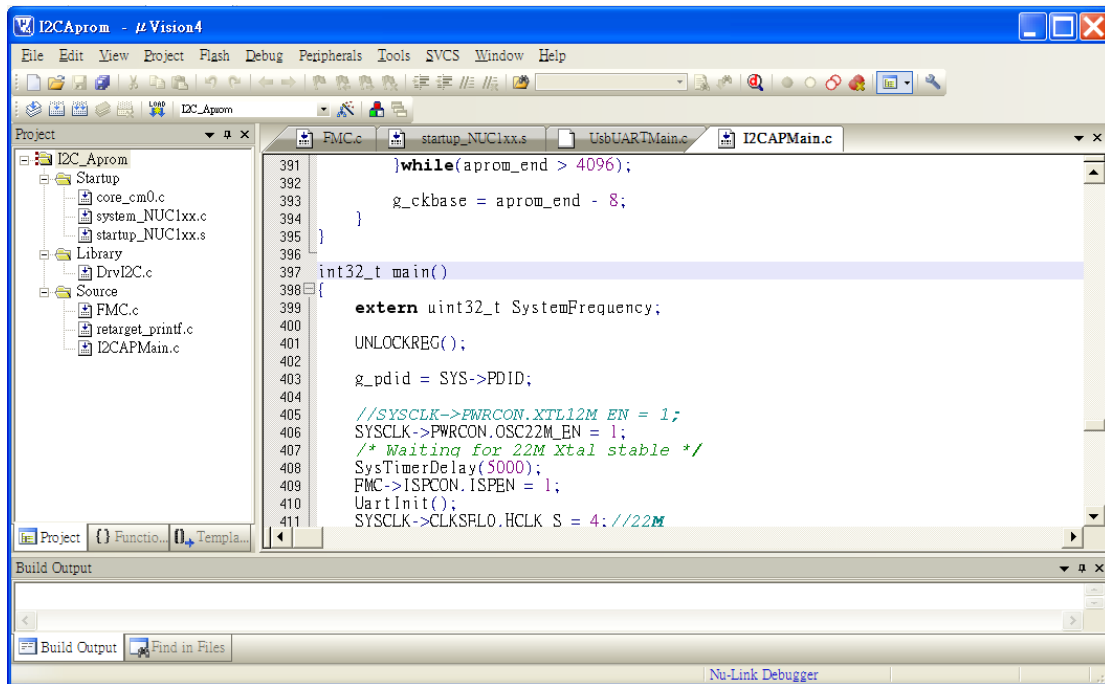 I2CAprom - μVision4
File Edit View Project Flash Debug Peripherals Tools SVCS Window Help
LOAD I2C_Aprom
Project
I2C_Aprom
Startup
core_cm0.c
system_NUC1xx.c
startup_NUC1xx.s
Library
DrvI2C.c
Source
FMC.c
retarget_printf.c
I2CAPMain.c
Project {} Functio... Templa...
FMC.c startup_NUC1xx.s UsbUARTMain.c I2CAPMain.c
391 }while(aprom_end > 4096);
392
393 g_ckbase = aprom_end - 8;
394 }
395 }
396
397 int32_t main()
398 {
399 extern uint32_t SystemFrequency;
400
401 UNLOCKREG();
402
403 g_pdid = SYS->PDID;
404
405 //SYSCLK->PWRCON.XTL12M_EN = 1;
406 SYSCLK->PWRCON.OSC22M_EN = 1;
407 /* Waiting for 22M Xtal stable */
408 SysTimerDelay(5000);
409 FMC->ISPCON.ISPEN = 1;
410 UartInit();
411 SYSCLK->CLKSEL0.HCLK_S = 4;//22M
Build Output
Build Output Find in Files
Nu-Link Debugger